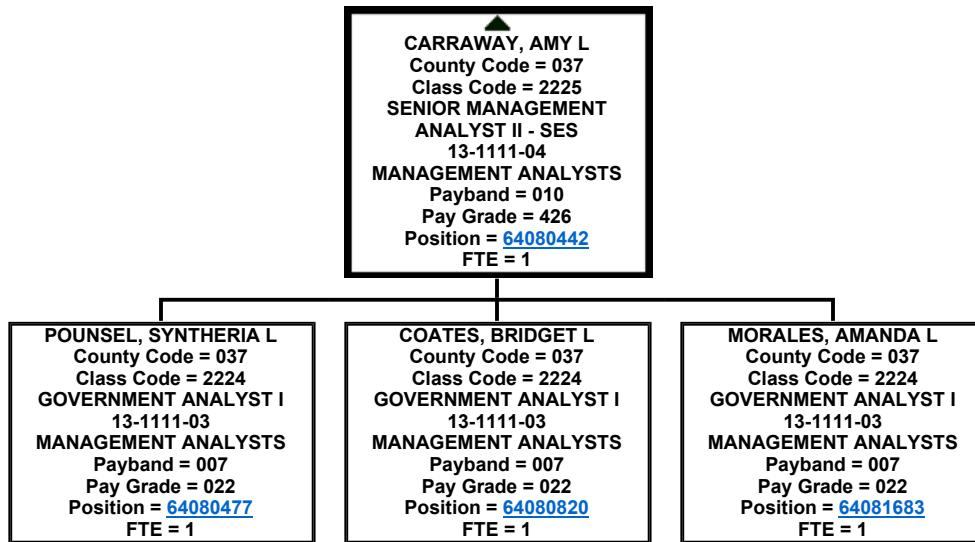 CARRAWAY, AMY L
County Code = 037
Class Code = 2225
SENIOR MANAGEMENT
ANALYST II - SES
13-1111-04
MANAGEMENT ANALYSTS
Payband = 010
Pay Grade = 426
Position = 64080442
FTE = 1
POUNSEL, SYNTHERIA L
County Code = 037
Class Code = 2224
GOVERNMENT ANALYST I
13-1111-03
MANAGEMENT ANALYSTS
Payband = 007
Pay Grade = 022
Position = 64080477
FTE = 1
COATES, BRIDGET L
County Code = 037
Class Code = 2224
GOVERNMENT ANALYST I
13-1111-03
MANAGEMENT ANALYSTS
Payband = 007
Pay Grade = 022
Position = 64080820
FTE = 1
MORALES, AMANDA L
County Code = 037
Class Code = 2224
GOVERNMENT ANALYST I
13-1111-03
MANAGEMENT ANALYSTS
Payband = 007
Pay Grade = 022
Position = 64081683
FTE = 1